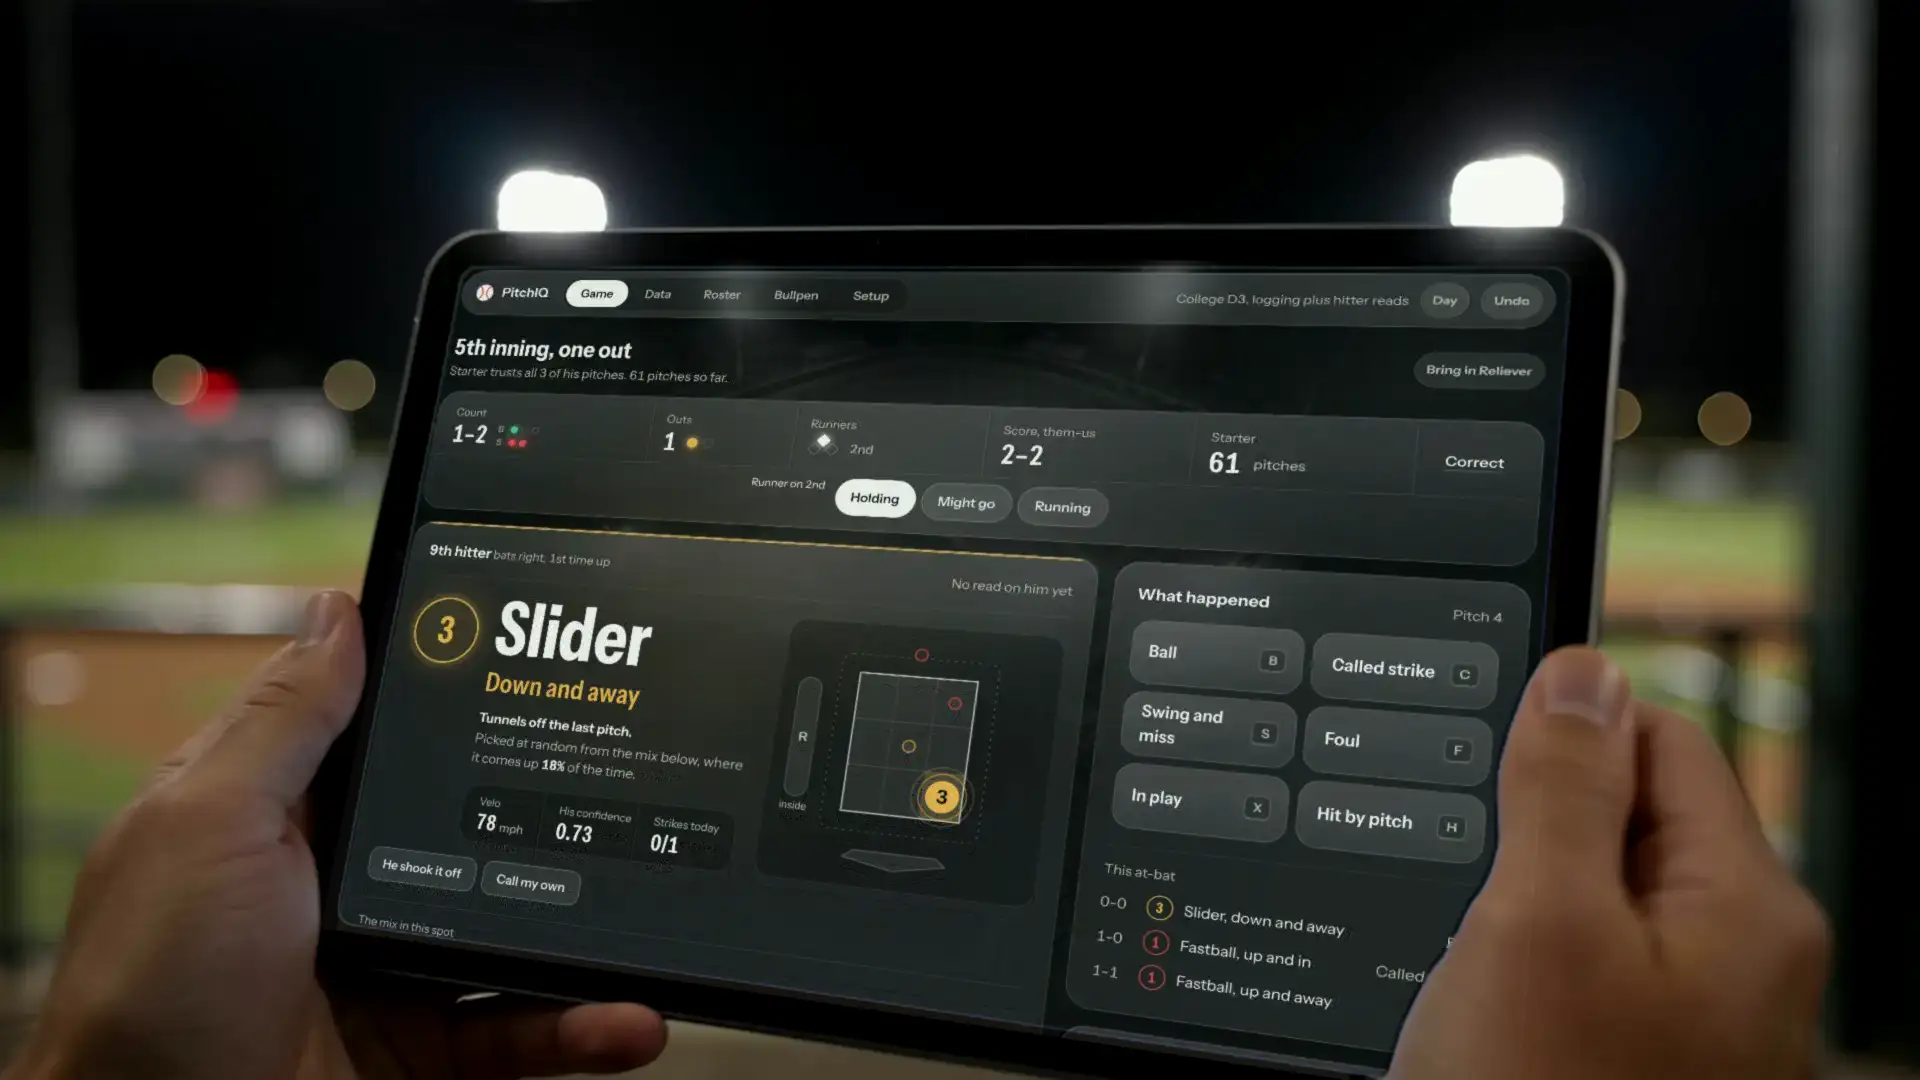 PitchIQ Game Data Roster Bullpen Setup College D3, logging plus hitter reads Day Undo
5th inning, one out
Starter trusts all 3 of his pitches. 61 pitches so far.
Bring In Reliever
Count
1-2
B
S
Outs
1
Runners
2nd
Score, them-us
2-2
Starter
61 pitches
Correct
Runner on 2nd Holding Might go Running
9th hitter bats right, 1st time up
No read on him yet
3 Slider
Down and away
Tunnels off the last pitch.
Picked at random from the mix below, where
it comes up 18% of the time.
Velo
78 mph
His confidence
0.73
Strikes today
0/1
He shook it off Call my own
The mix in this spot
R
inside
3
What happened
Pitch 4
Ball B
Called strike C
Swing and
miss S
Foul F
In play X
Hit by pitch H
This at-bat
0-0 3 Slider, down and away
1-0 1 Fastball, up and in Called
1-1 1 Fastball, up and away